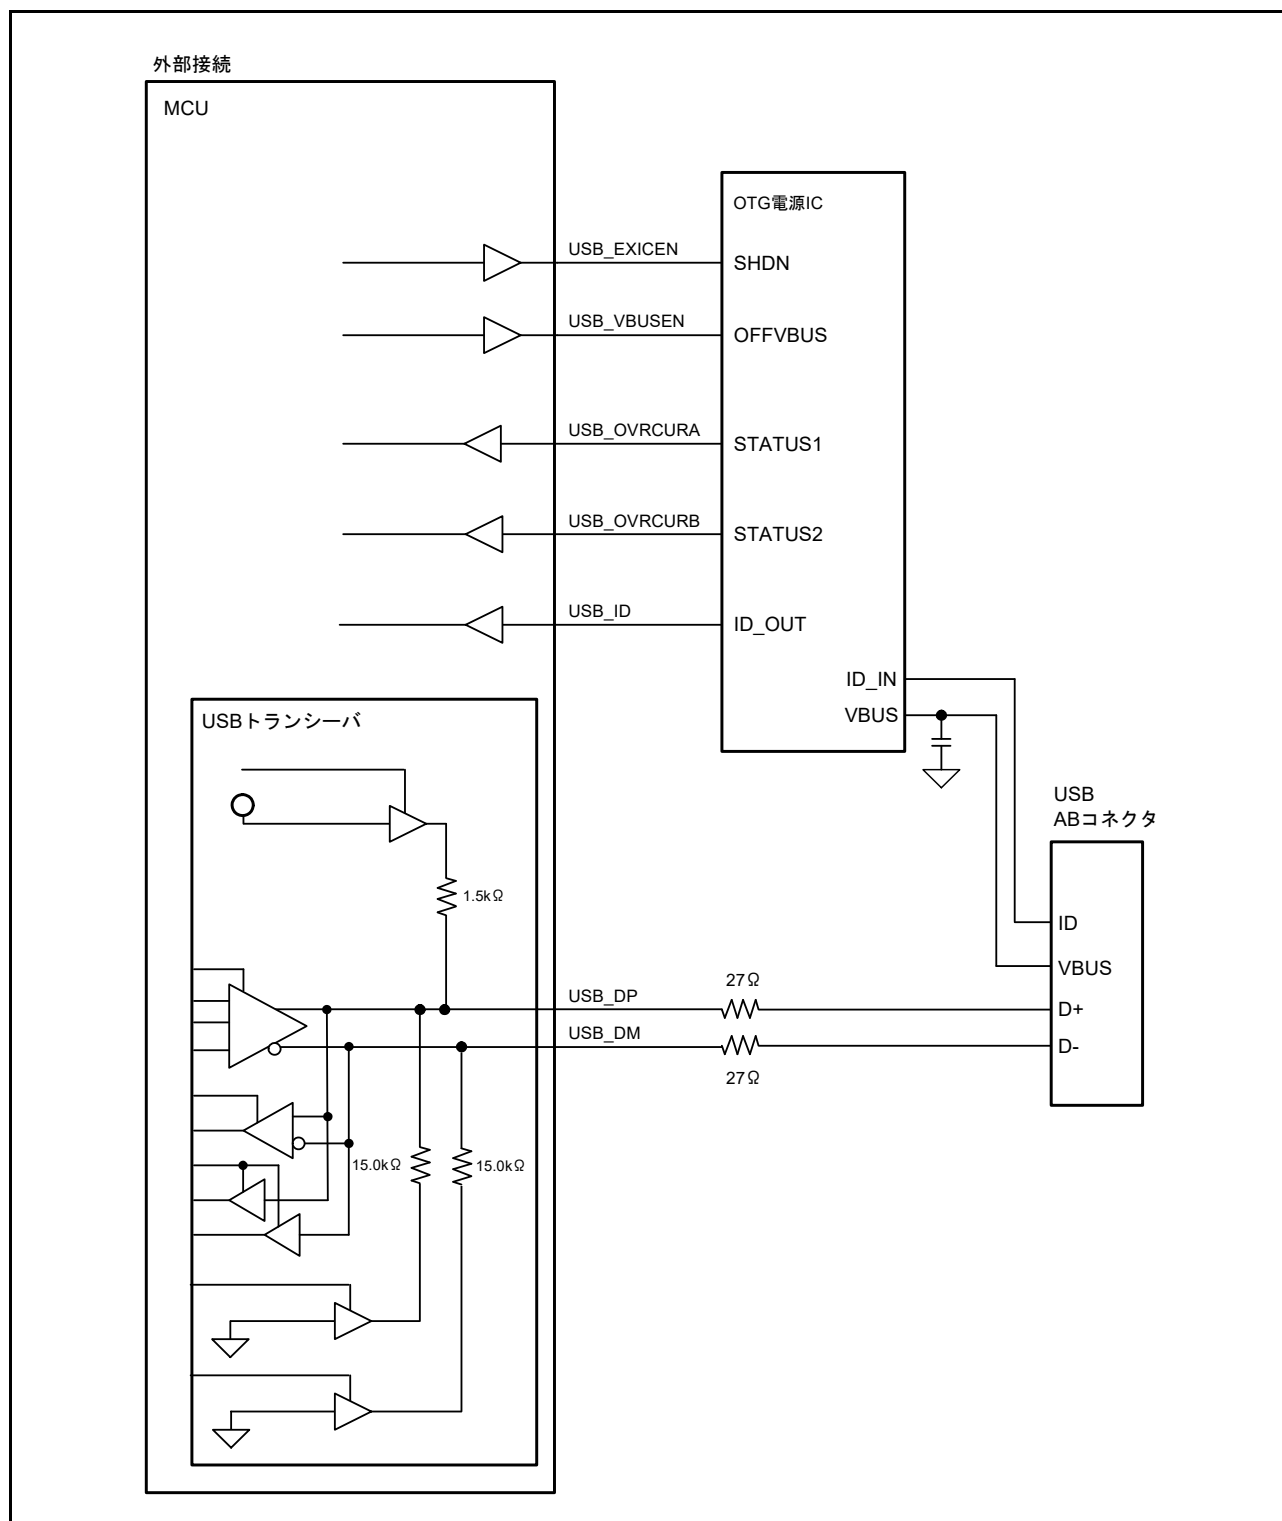 外部接続
MCU
OTG電源IC
USB_EXICEN
SHDN
USB_VBUSEN
OFFVBUS
USB_OVRCURA
STATUS1
USB_OVRCURB
STATUS2
USB_ID
ID_OUT
ID_IN
VBUS
USBトランシーバ
USB
ABコネクタ
1.5kΩ
ID
VBUS
27Ω
USB_DP
D+
USB_DM
D-
27Ω
15.0kΩ
15.0kΩ